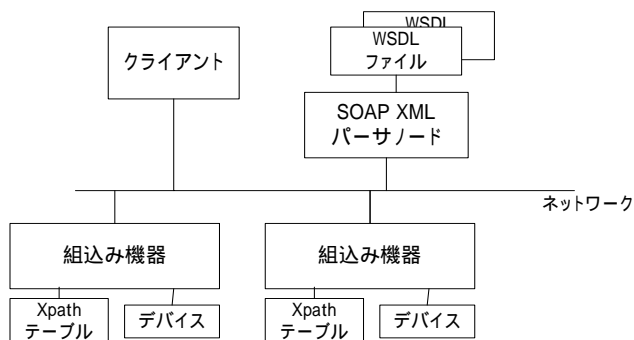 WSDL
クライアント
WSDL
ファイル
SOAP XML
パーサノード
ネットワーク
組込み機器
組込み機器
Xpath
テーブル
デバイス
Xpath
テーブル
デバイス